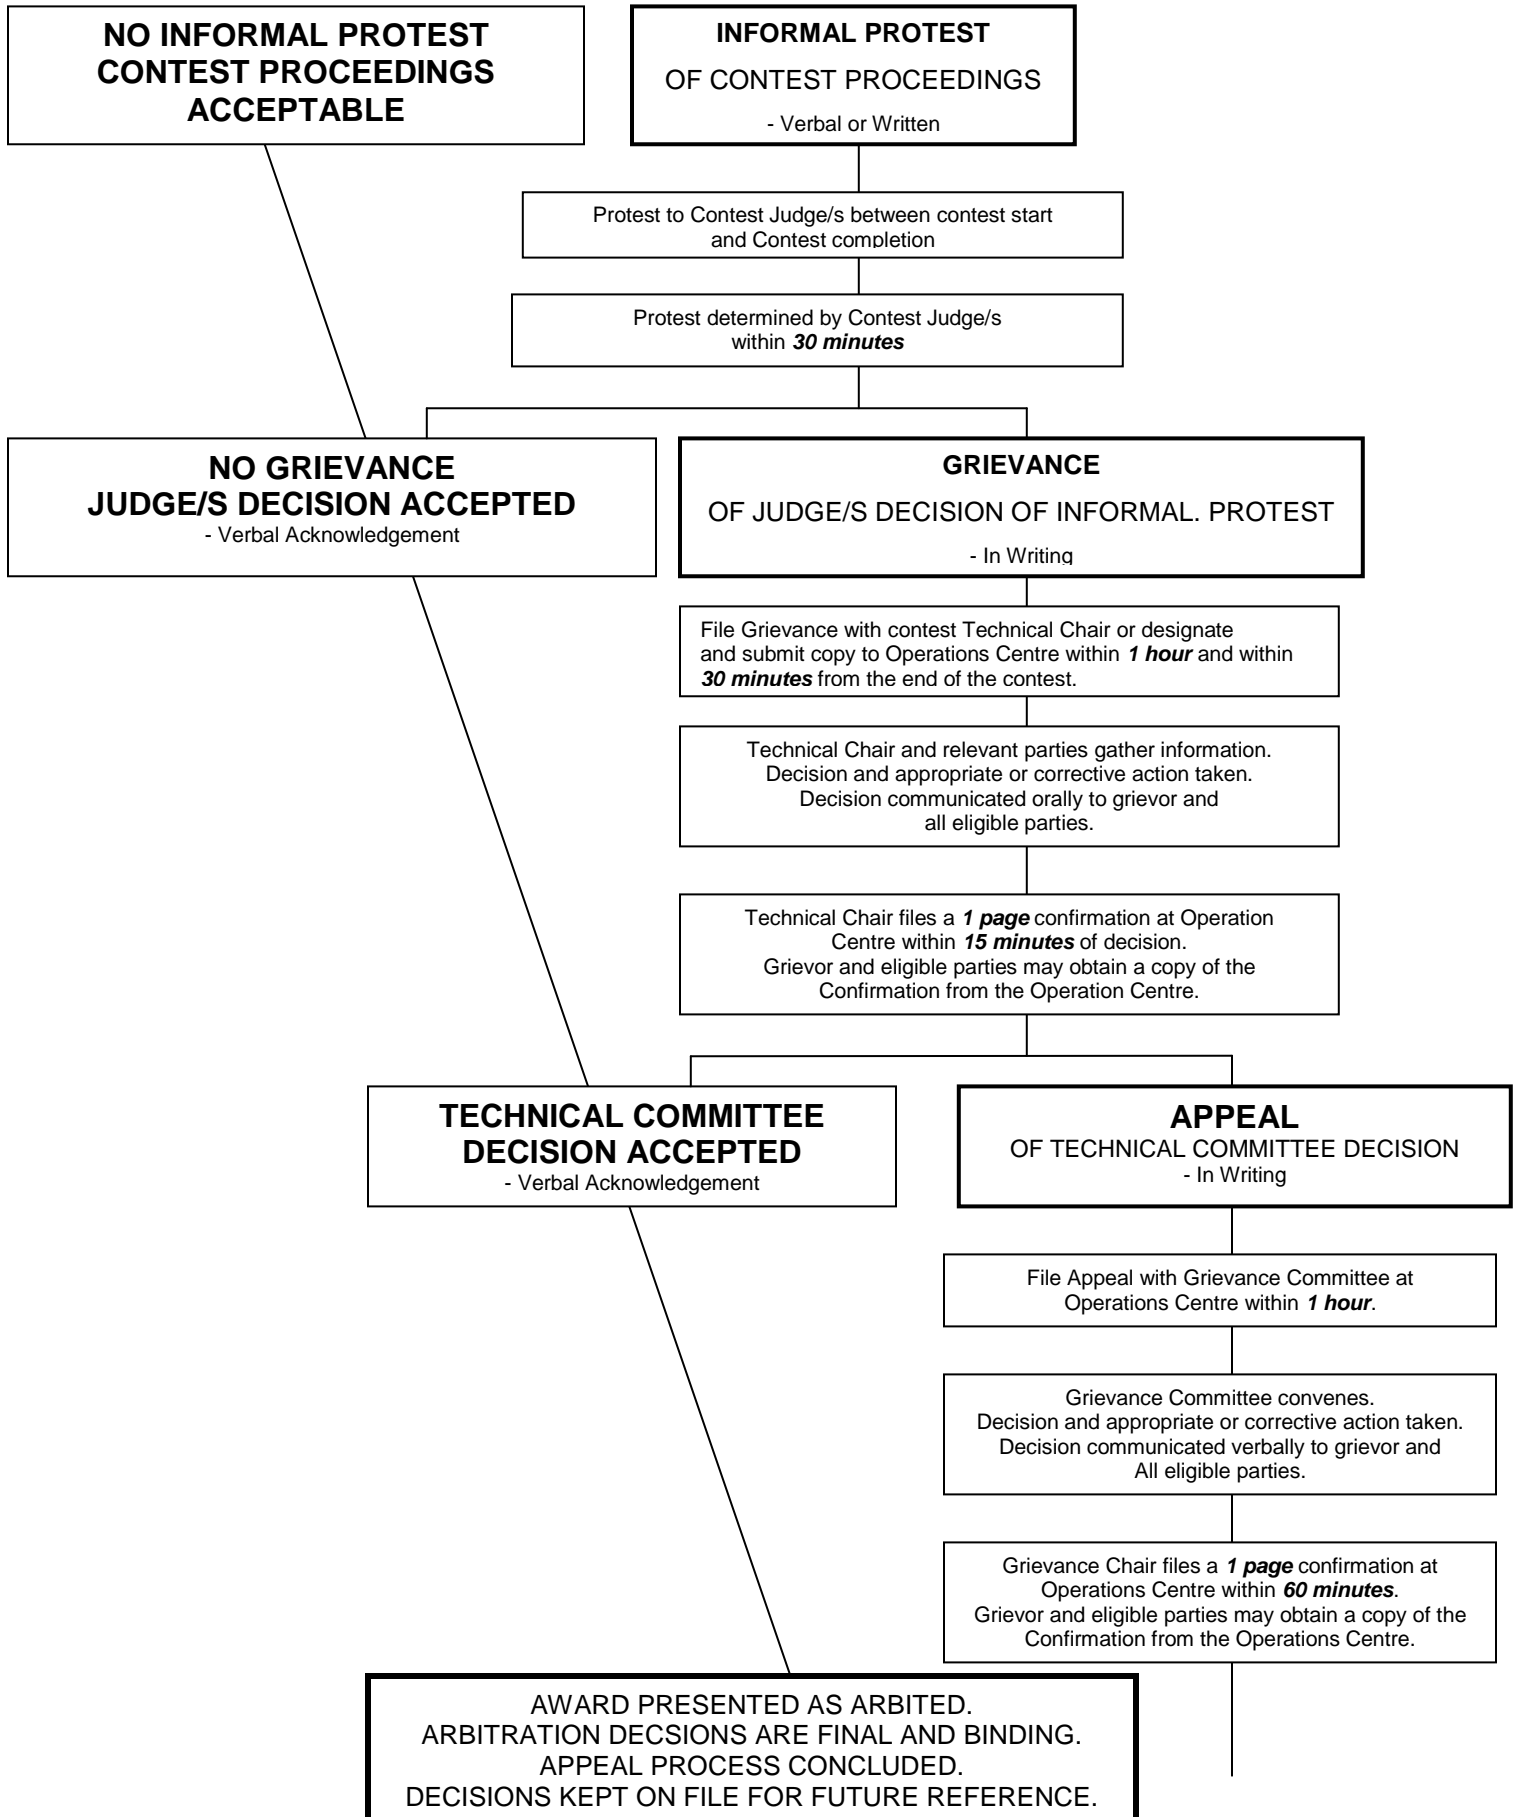 NO INFORMAL PROTEST
CONTEST PROCEEDINGS
ACCEPTABLE
INFORMAL PROTEST
OF CONTEST PROCEEDINGS
- Verbal or Written
Protest to Contest Judge/s between contest start
and Contest completion
Protest determined by Contest Judge/s
within 30 minutes
NO GRIEVANCE
JUDGE/S DECISION ACCEPTED
- Verbal Acknowledgement
GRIEVANCE
OF JUDGE/S DECISION OF INFORMAL. PROTEST
- In Writing
File Grievance with contest Technical Chair or designate
and submit copy to Operations Centre within 1 hour and within
30 minutes from the end of the contest.
Technical Chair and relevant parties gather information.
Decision and appropriate or corrective action taken.
Decision communicated orally to grievor and
all eligible parties.
Technical Chair files a 1 page confirmation at Operation
Centre within 15 minutes of decision.
Grievor and eligible parties may obtain a copy of the
Confirmation from the Operation Centre.
TECHNICAL COMMITTEE
DECISION ACCEPTED
- Verbal Acknowledgement
APPEAL
OF TECHNICAL COMMITTEE DECISION
- In Writing
File Appeal with Grievance Committee at
Operations Centre within 1 hour.
Grievance Committee convenes.
Decision and appropriate or corrective action taken.
Decision communicated verbally to grievor and
All eligible parties.
Grievance Chair files a 1 page confirmation at
Operations Centre within 60 minutes.
Grievor and eligible parties may obtain a copy of the
Confirmation from the Operations Centre.
AWARD PRESENTED AS ARBITED.
ARBITRATION DECSIONS ARE FINAL AND BINDING.
APPEAL PROCESS CONCLUDED.
DECISIONS KEPT ON FILE FOR FUTURE REFERENCE.